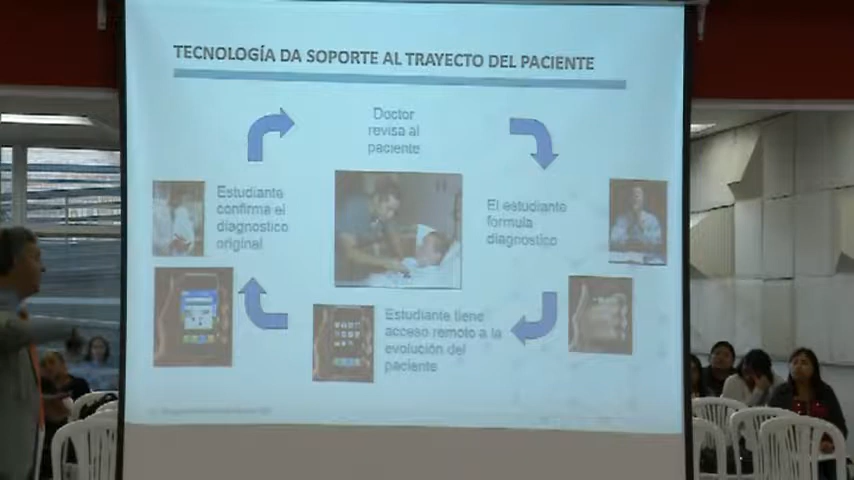 TECNOLOGÍA DA SOPORTE AL TRAYECTO DEL PACIENTE
Doctor
revisa al
paciente
El estudiante
formula
diagnostico
Estudiante tiene
acceso remoto a la
evolución del
paciente
Estudiante
confirma el
diagnostico
original